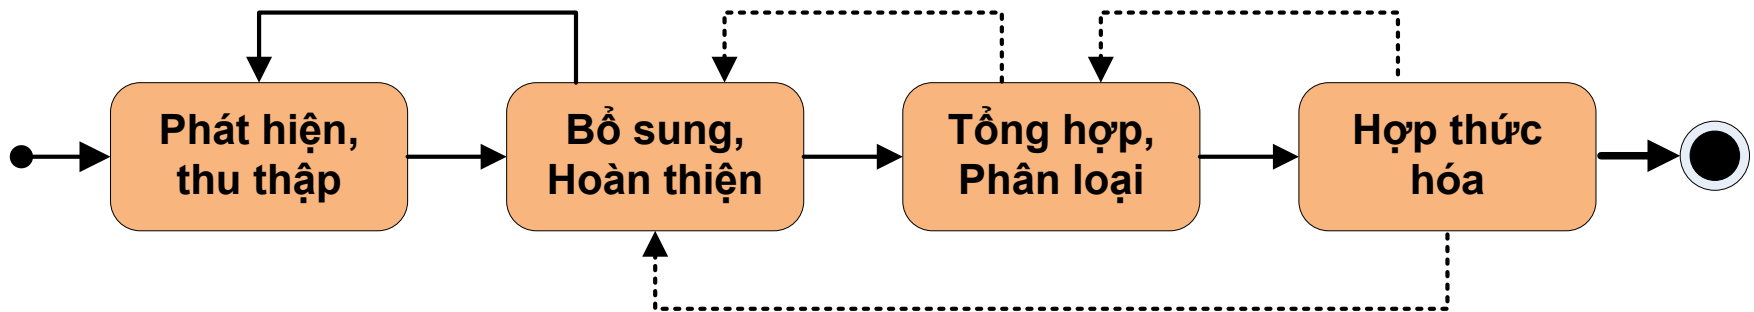 Phát hiện,
thu thập
Bổ sung,
Hoàn thiện
Tổng hợp,
Phân loại
Hợp thức
hóa